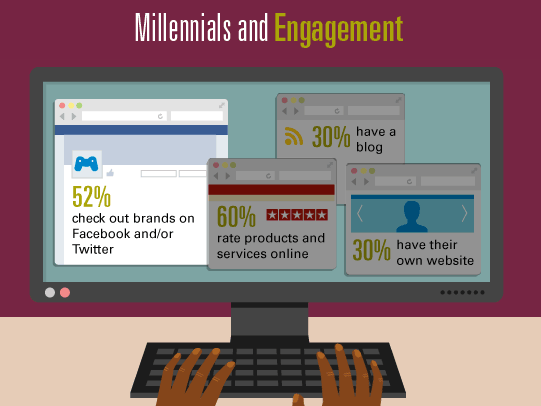 Millennials and Engagement
52%
check out brands on
Facebook and/or
Twitter
30% have a
blog
60%
rate products and
services online
30% have their
own website